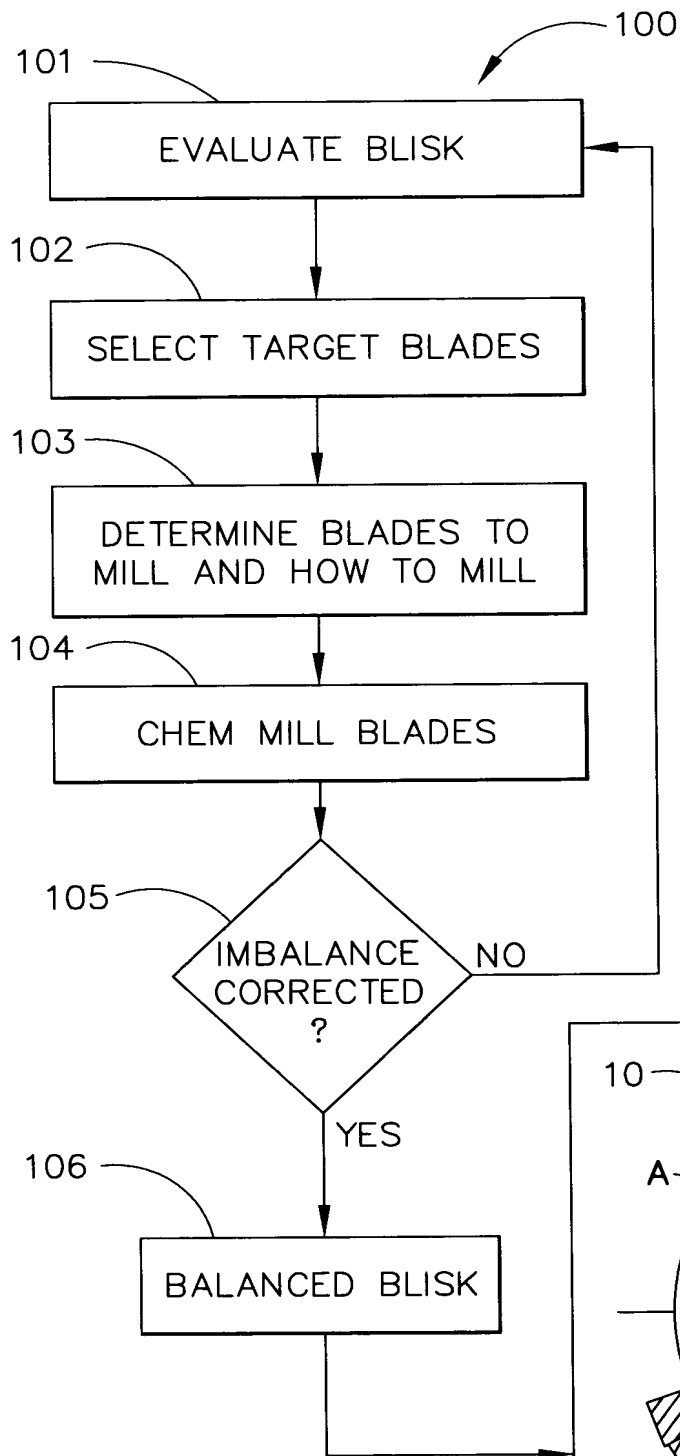 100
101
EVALUATE BLISK
102
SELECT TARGET BLADES
103
DETERMINE BLADES TO
MILL AND HOW TO MILL
104
CHEM MILL BLADES
105
IMBALANCE
CORRECTED
?
NO
YES
10
A
106
BALANCED BLISK